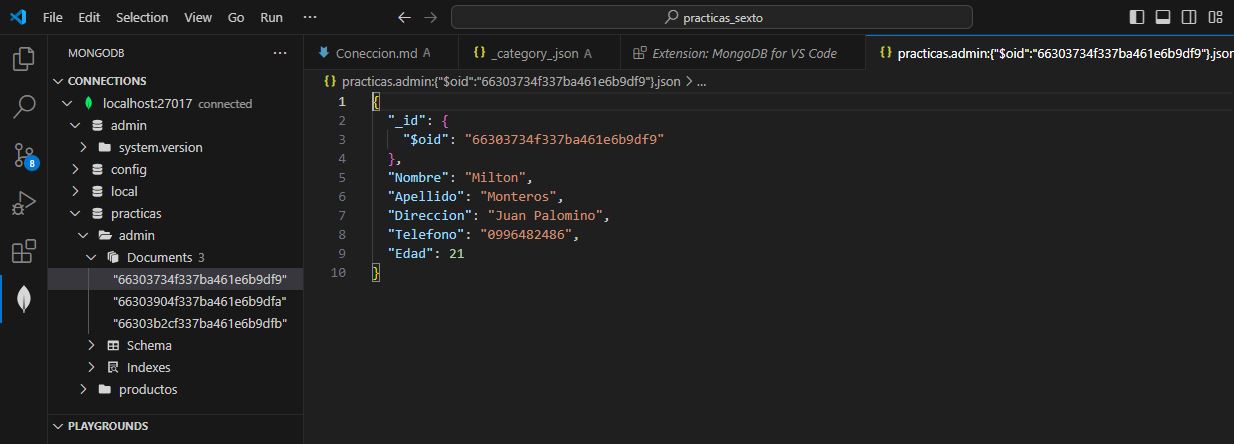 File Edit Selection View Go Run ··· practicas_sexto
MONGODB ···
Coneccion.md A
_category_json A
Extension: MongoDB for VS Code
practicas.admin:{"$oid":"66303734f337ba461e6b9df9"}.json
practicas.admin:{"$oid":"66303734f337ba461e6b9df9"}.json > ...
CONNECTIONS
localhost:27017 connected
admin
system.version
config
local
practicas
admin
Documents 3
"66303734f337ba461e6b9df9"
"66303904f337ba461e6b9dfa"
"66303b2cf337ba461e6b9dfb"
Schema
Indexes
productos
PLAYGROUNDS
8
1 {
2 "_id": {
3 "$oid": "66303734f337ba461e6b9df9"
4 },
5 "Nombre": "Milton",
6 "Apellido": "Monteros",
7 "Direccion": "Juan Palomino",
8 "Telefono": "0996482486",
9 "Edad": 21
10 }